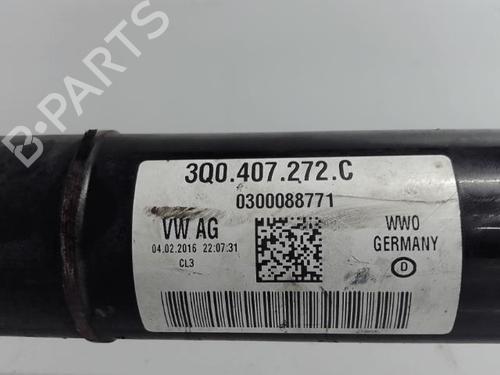 B-PARTS
3Q0.407.272.C
0300088771
VW AG
04.02.2016 22:07:31
CL3
WWO
GERMANY
D